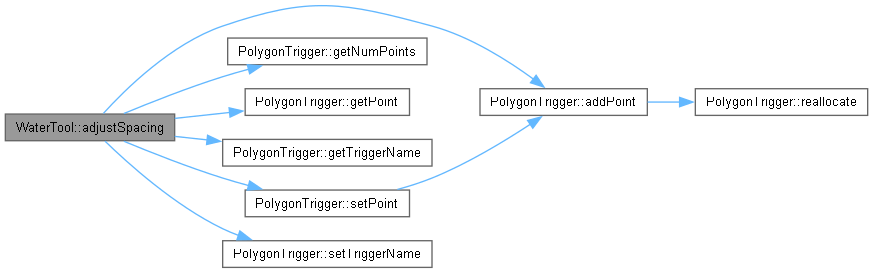 PolygonTrigger::getNumPoints
PolygonTrigger::getPoint
PolygonTrigger::addPoint
PolygonTrigger::reallocate
WaterTool::adjustSpacing
PolygonTrigger::getTriggerName
PolygonTrigger::setPoint
PolygonTrigger::setTriggerName